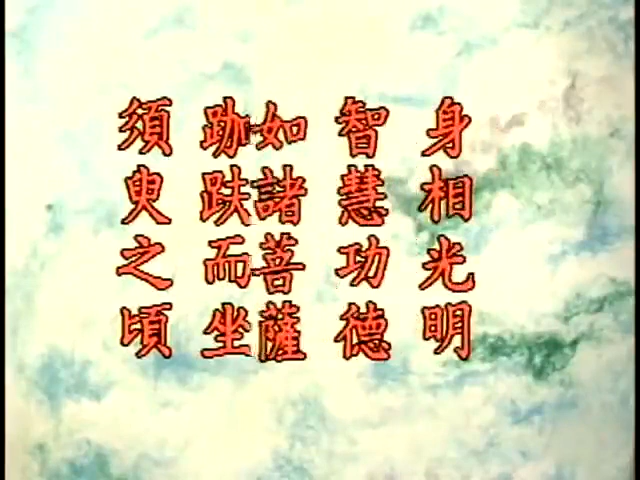 身相光明
智慧功德
如諸菩薩
跏趺而坐
須臾之頃